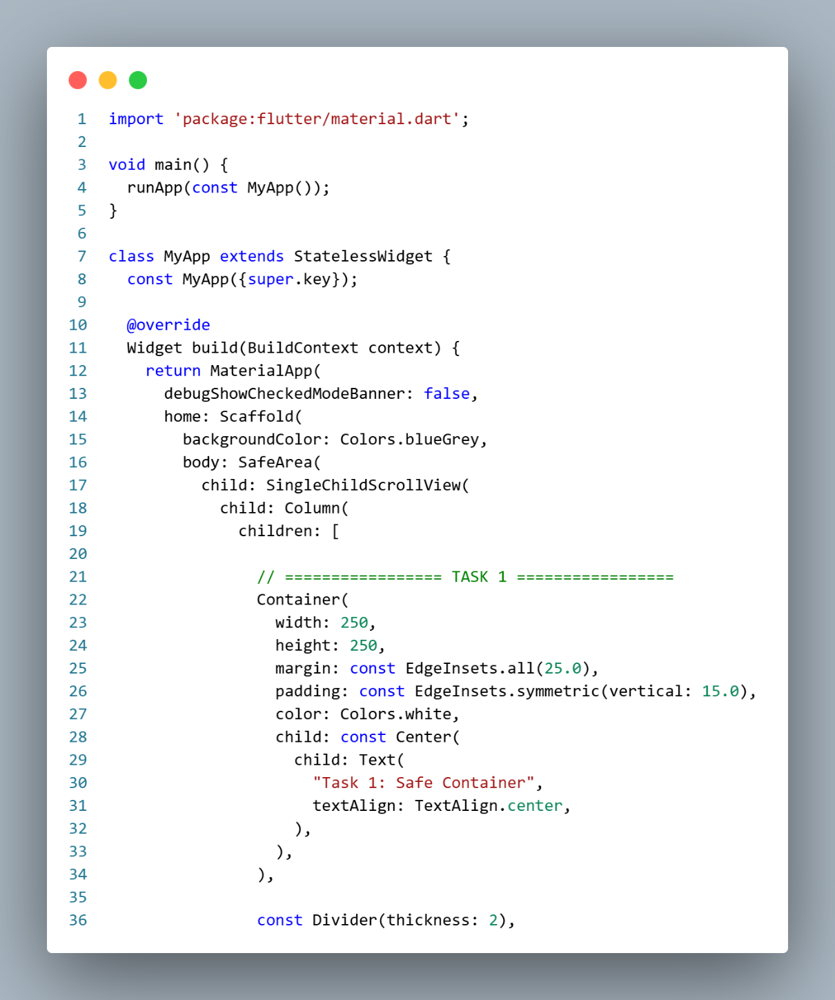 1 import 'package:flutter/material.dart';
2
3 void main() {
4   runApp(const MyApp());
5 }
6
7 class MyApp extends StatelessWidget {
8   const MyApp({super.key});
9
10   @override
11   Widget build(BuildContext context) {
12     return MaterialApp(
13       debugShowCheckedModeBanner: false,
14       home: Scaffold(
15         backgroundColor: Colors.blueGrey,
16         body: SafeArea(
17           child: SingleChildScrollView(
18             child: Column(
19               children: [
20
21                 // ================= TASK 1 =================
22                 Container(
23                   width: 250,
24                   height: 250,
25                   margin: const EdgeInsets.all(25.0),
26                   padding: const EdgeInsets.symmetric(vertical: 15.0),
27                   color: Colors.white,
28                   child: const Center(
29                     child: Text(
30                       "Task 1: Safe Container",
31                       textAlign: TextAlign.center,
32                     ),
33                   ),
34                 ),
35
36                 const Divider(thickness: 2),